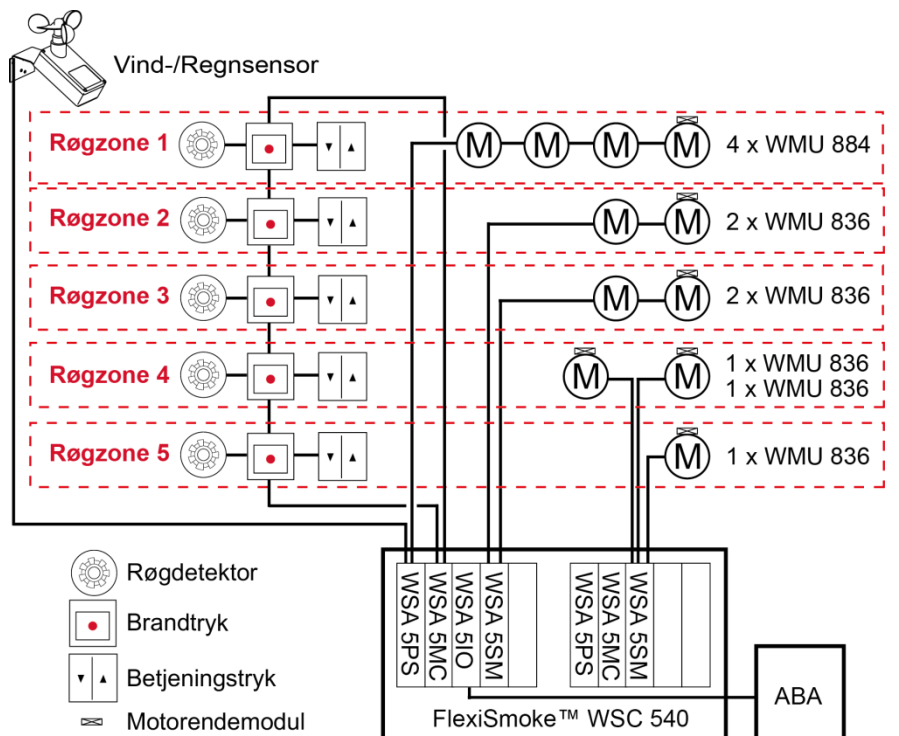 Vind-/Regnsensor
Røgzone 1
M M M M
4 x WMU 884
Røgzone 2
M M
2 x WMU 836
Røgzone 3
M M
2 x WMU 836
Røgzone 4
M M
1 x WMU 836
1 x WMU 836
Røgzone 5
M
1 x WMU 836
Røgdetektor
Brandtryk
Betjeningstryk
Motorendemodul
WSA 5PS
WSA 5MC
WSA 5IO
WSA 5SM
WSA 5PS
WSA 5MC
WSA 5SM
FlexiSmoke™ WSC 540
ABA